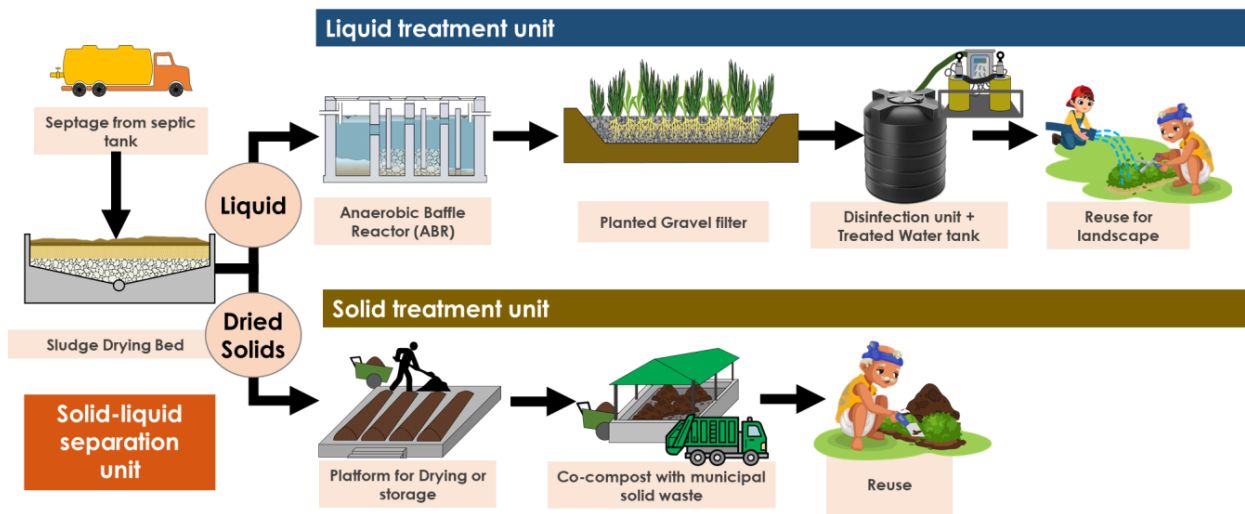 Liquid treatment unit
Septage from septic
tank
Liquid
Anaerobic Baffle
Reactor (ABR)
Planted Gravel filter
Disinfection unit +
Treated Water tank
Reuse for
landscape
Sludge Drying Bed
Dried
Solids
Solid-liquid
separation
unit
Solid treatment unit
Platform for Drying or
storage
Co-compost with municipal
solid waste
Reuse